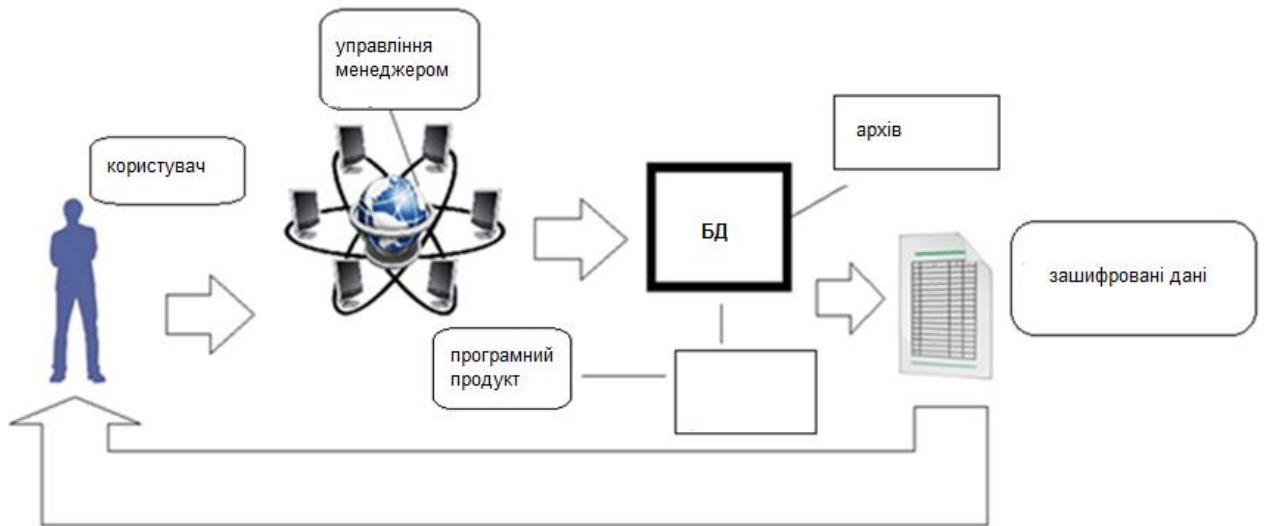 управління
менеджером
архів
користувач
БД
зашифровані дані
програмний
продукт